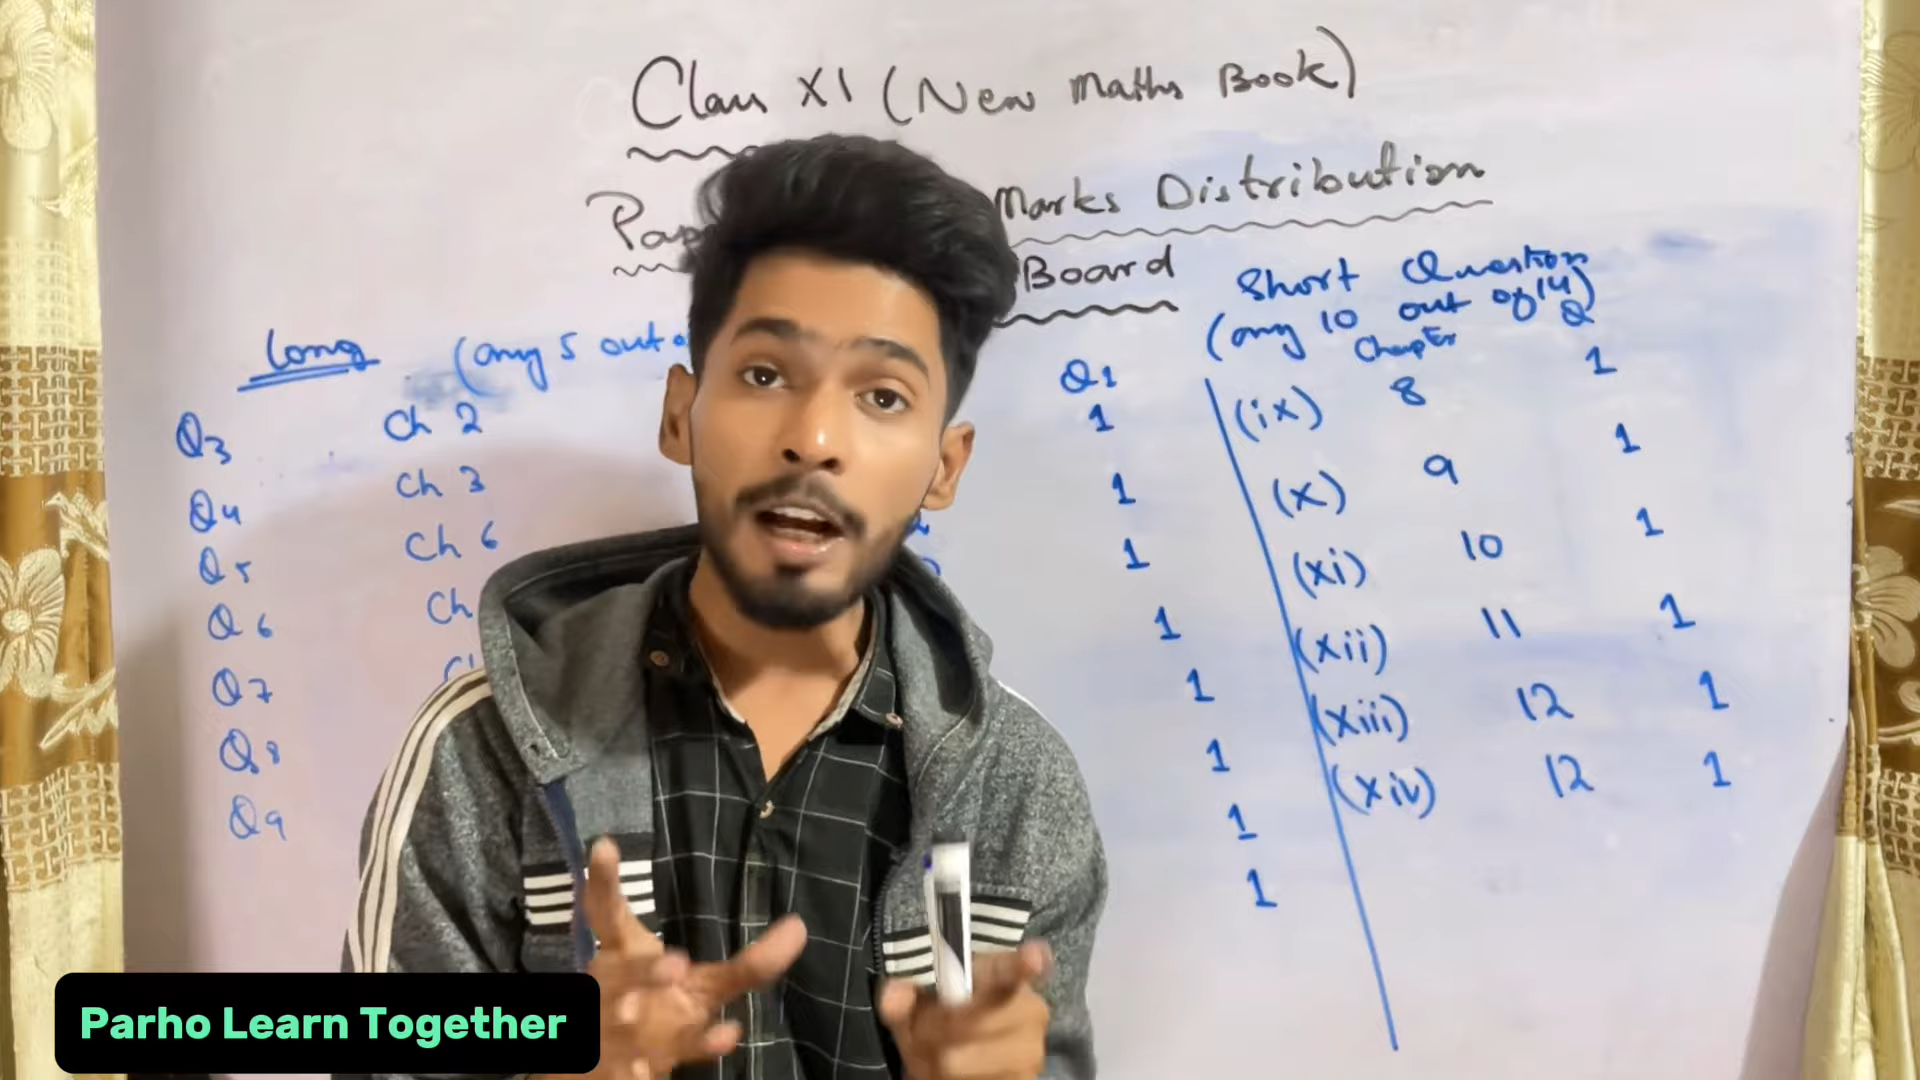 Class XI (New Maths Book)
Pap Marks Distribution
Board
Long (any 5 out o
Q3 Ch 2
Q4 Ch 3
Q5 Ch 6
Q6 Ch
Q7
Q8
Q9
Q1
1
1
1
1
1
1
1
1
Short Question
(any 10 out of 14)
Chapter Q
(ix) 8 1
(x) 9 1
(xi) 10 1
(xii) 11 1
(xiii) 12 1
(xiv) 12 1
Parho Learn Together